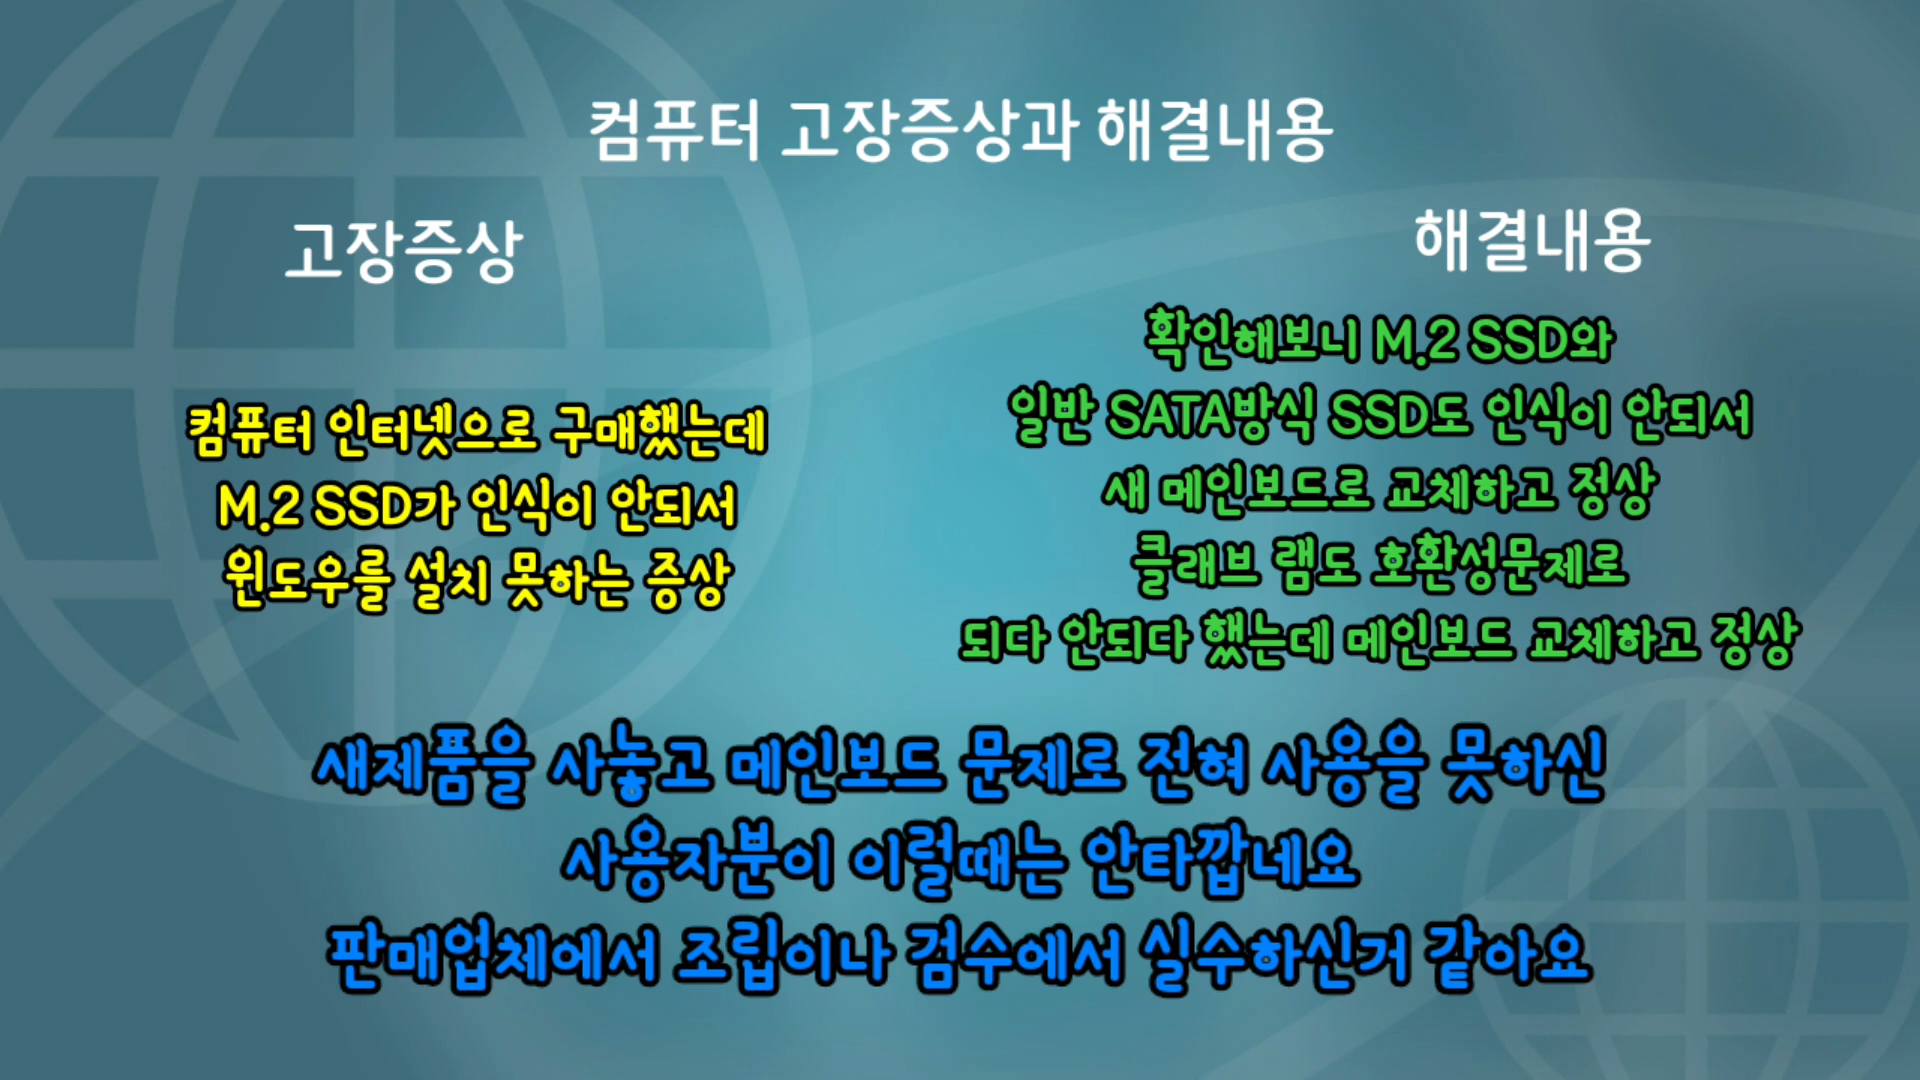 컴퓨터 고장증상과 해결내용
고장증상
컴퓨터 인터넷으로 구매했는데
M.2 SSD가 인식이 안되서
윈도우를 설치 못하는 증상
해결내용
확인해보니 M.2 SSD와
일반 SATA방식 SSD도 인식이 안되서
새 메인보드로 교체하고 정상
클래브 램도 호환성문제로
되다 안되다 했는데 메인보드 교체하고 정상
새제품을 사놓고 메인보드 문제로 전혀 사용을 못하신
사용자분이 이럴때는 안타깝네요
판매업체에서 조립이나 검수에서 실수하신거 같아요